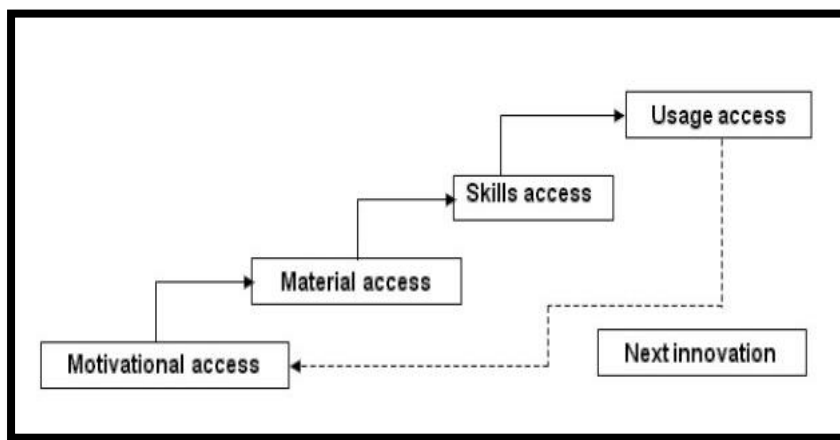 Usage access
Skills access
Material access
Next innovation
Motivational access